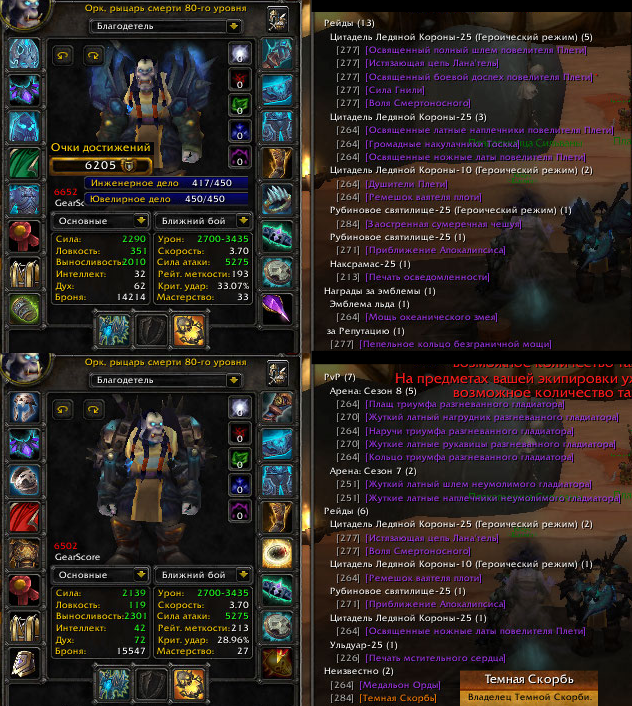 Орк, рыцарь смерти 80-го уровня
Благодетель
0
0
0
0
0
Очки достижений
6205
6652
GearSc
Инженерное дело 417/450
Ювелирное дело 450/450
Основные
Ближний бой
Сила: 2290
Ловкость: 351
Выносливость: 2010
Интеллект: 32
Дух: 62
Броня: 14214
Урон: 2700-3435
Скорость: 3.70
Сила атаки: 5275
Рейт. меткости: 193
Крит. удар: 33.07%
Мастерство: 33
Рейды (13)
Цитадель Ледяной Короны-25 (Героический режим) (5)
[277] [Освященный полный шлем повелителя Плети]
[277] [Истязающая цепь Лана'тель]
[277] [Освященный боевой доспех повелителя Плети]
[277] [Сила Гнили]
[277] [Воля Смертоносного]
Цитадель Ледяной Короны-25 (3)
[264] [Освященные латные наплечники повелителя Плети]
[264] [Громадные накулачники Тоскка]
[264] [Освященные ножные латы повелителя Плети]
Цитадель Ледяной Короны-10 (Героический режим) (2)
[264] [Душители Плети]
[264] [Ремешок ваятеля плоти]
Рубиновое святилище-25 (Героический режим) (1)
[284] [Заостренная сумеречная чешуя]
Рубиновое святилище-25 (1)
[271] [Приближение Апокалипсиса]
Наксрамас-25 (1)
[213] [Печать осведомленности]
Награды за эмблемы (1)
Эмблема льда (1)
[264] [Мощь океанического змея]
за Репутацию (1)
[277] [Пепельное кольцо безграничной мощи]
Орк, рыцарь смерти 80-го уровня
Благодетель
0
0
0
0
0
6502
GearScore
Основные
Ближний бой
Сила: 2139
Ловкость: 119
Выносливость: 2301
Интеллект: 42
Дух: 72
Броня: 15547
Урон: 2700-3435
Скорость: 3.70
Сила атаки: 5275
Рейт. меткости: 213
Крит. удар: 28.96%
Мастерство: 27
возможное количество та
На предметах вашей экипировки уж
возможное количество та
PvP (7)
Арена: Сезон 8 (5)
[264] [Плащ триумфа разгневанного гладиатора]
[270] [Жуткий латный нагрудник разгневанного гладиатора]
[264] [Наручи триумфа разгневанного гладиатора]
[270] [Жуткие латные рукавицы разгневанного гладиатора]
[264] [Кольцо триумфа разгневанного гладиатора]
Арена: Сезон 7 (2)
[251] [Жуткий латный шлем неумолимого гладиатора]
[251] [Жуткие латные наплечники неумолимого гладиатора]
Рейды (6)
Цитадель Ледяной Короны-25 (Героический режим) (2)
[277] [Истязающая цепь Лана'тель]
[277] [Воля Смертоносного]
Цитадель Ледяной Короны-10 (Героический режим) (1)
[264] [Ремешок ваятеля плоти]
Рубиновое святилище-25 (1)
[271] [Приближение Апокалипсиса]
Цитадель Ледяной Короны-25 (1)
[264] [Освященные ножные латы повелителя Плети]
Ульдуар-25 (1)
[226] [Печать мстительного сердца]
Неизвестно (2)
[264] [Медальон Орды]
[284] [Темная Скорбь]
Темная Скорбь
Владелец Темной Скорби.